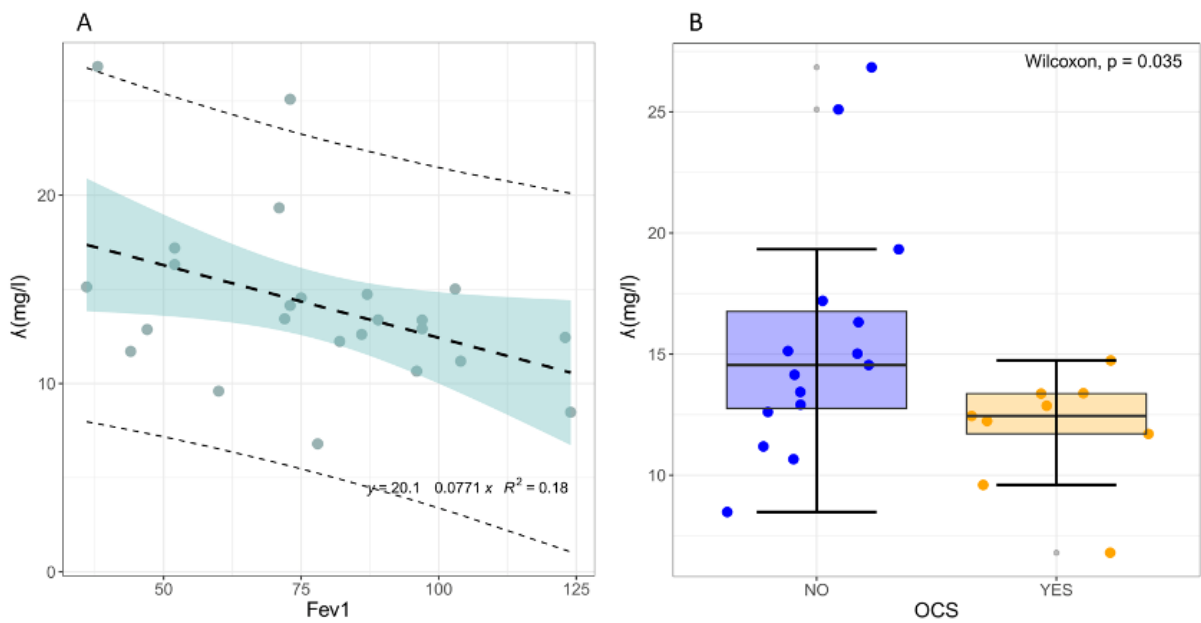 A
20
10
0
50
75
100
125
Fev1
ʎ(mg/l)
y = 20.1 0.0771 x R² = 0.18
B
Wilcoxon, p = 0.035
25
20
15
10
NO
YES
OCS
ʎ(mg/l)